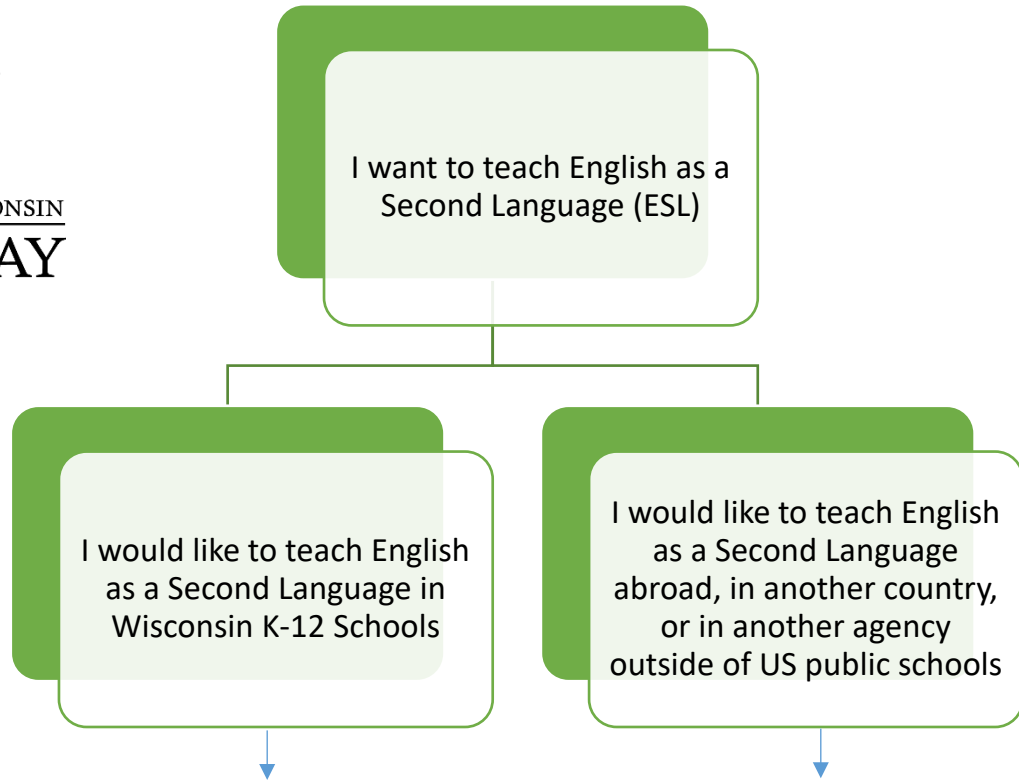 I want to teach English as a
Second Language (ESL)
ONSIN
AY
I would like to teach English
as a Second Language in
Wisconsin K-12 Schools
I would like to teach English
as a Second Language
abroad, in another country,
or in another agency
outside of US public schools